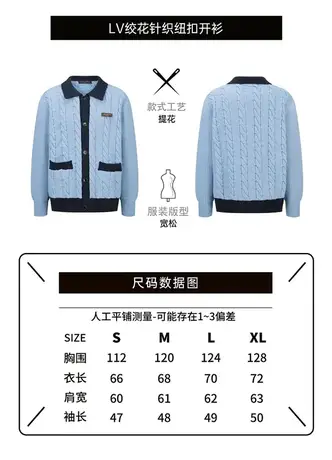 LV绞花针织纽扣开衫
款式工艺
提花
服装版型
宽松
尺码数据图
人工平铺测量-可能存在1~3偏差
SIZE S M L XL
胸围 112 120 124 128
衣长 66 68 70 72
肩宽 60 61 62 63
袖长 47 48 49 50